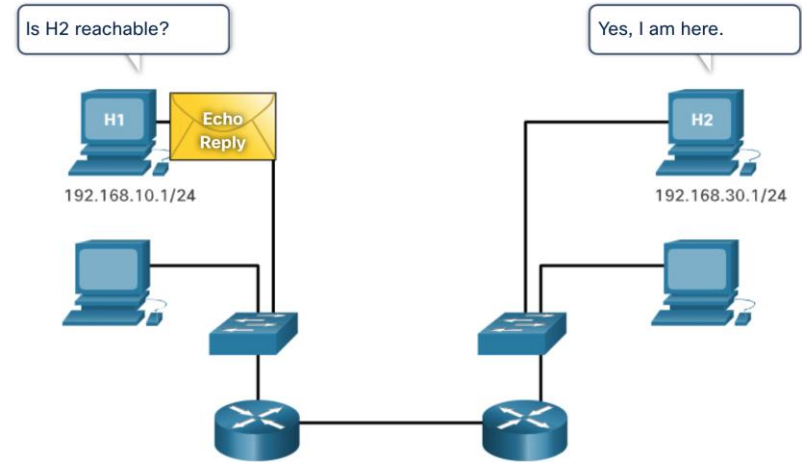 Is H2 reachable?
Yes, I am here.
H1
Echo
Reply
H2
192.168.10.1/24
192.168.30.1/24